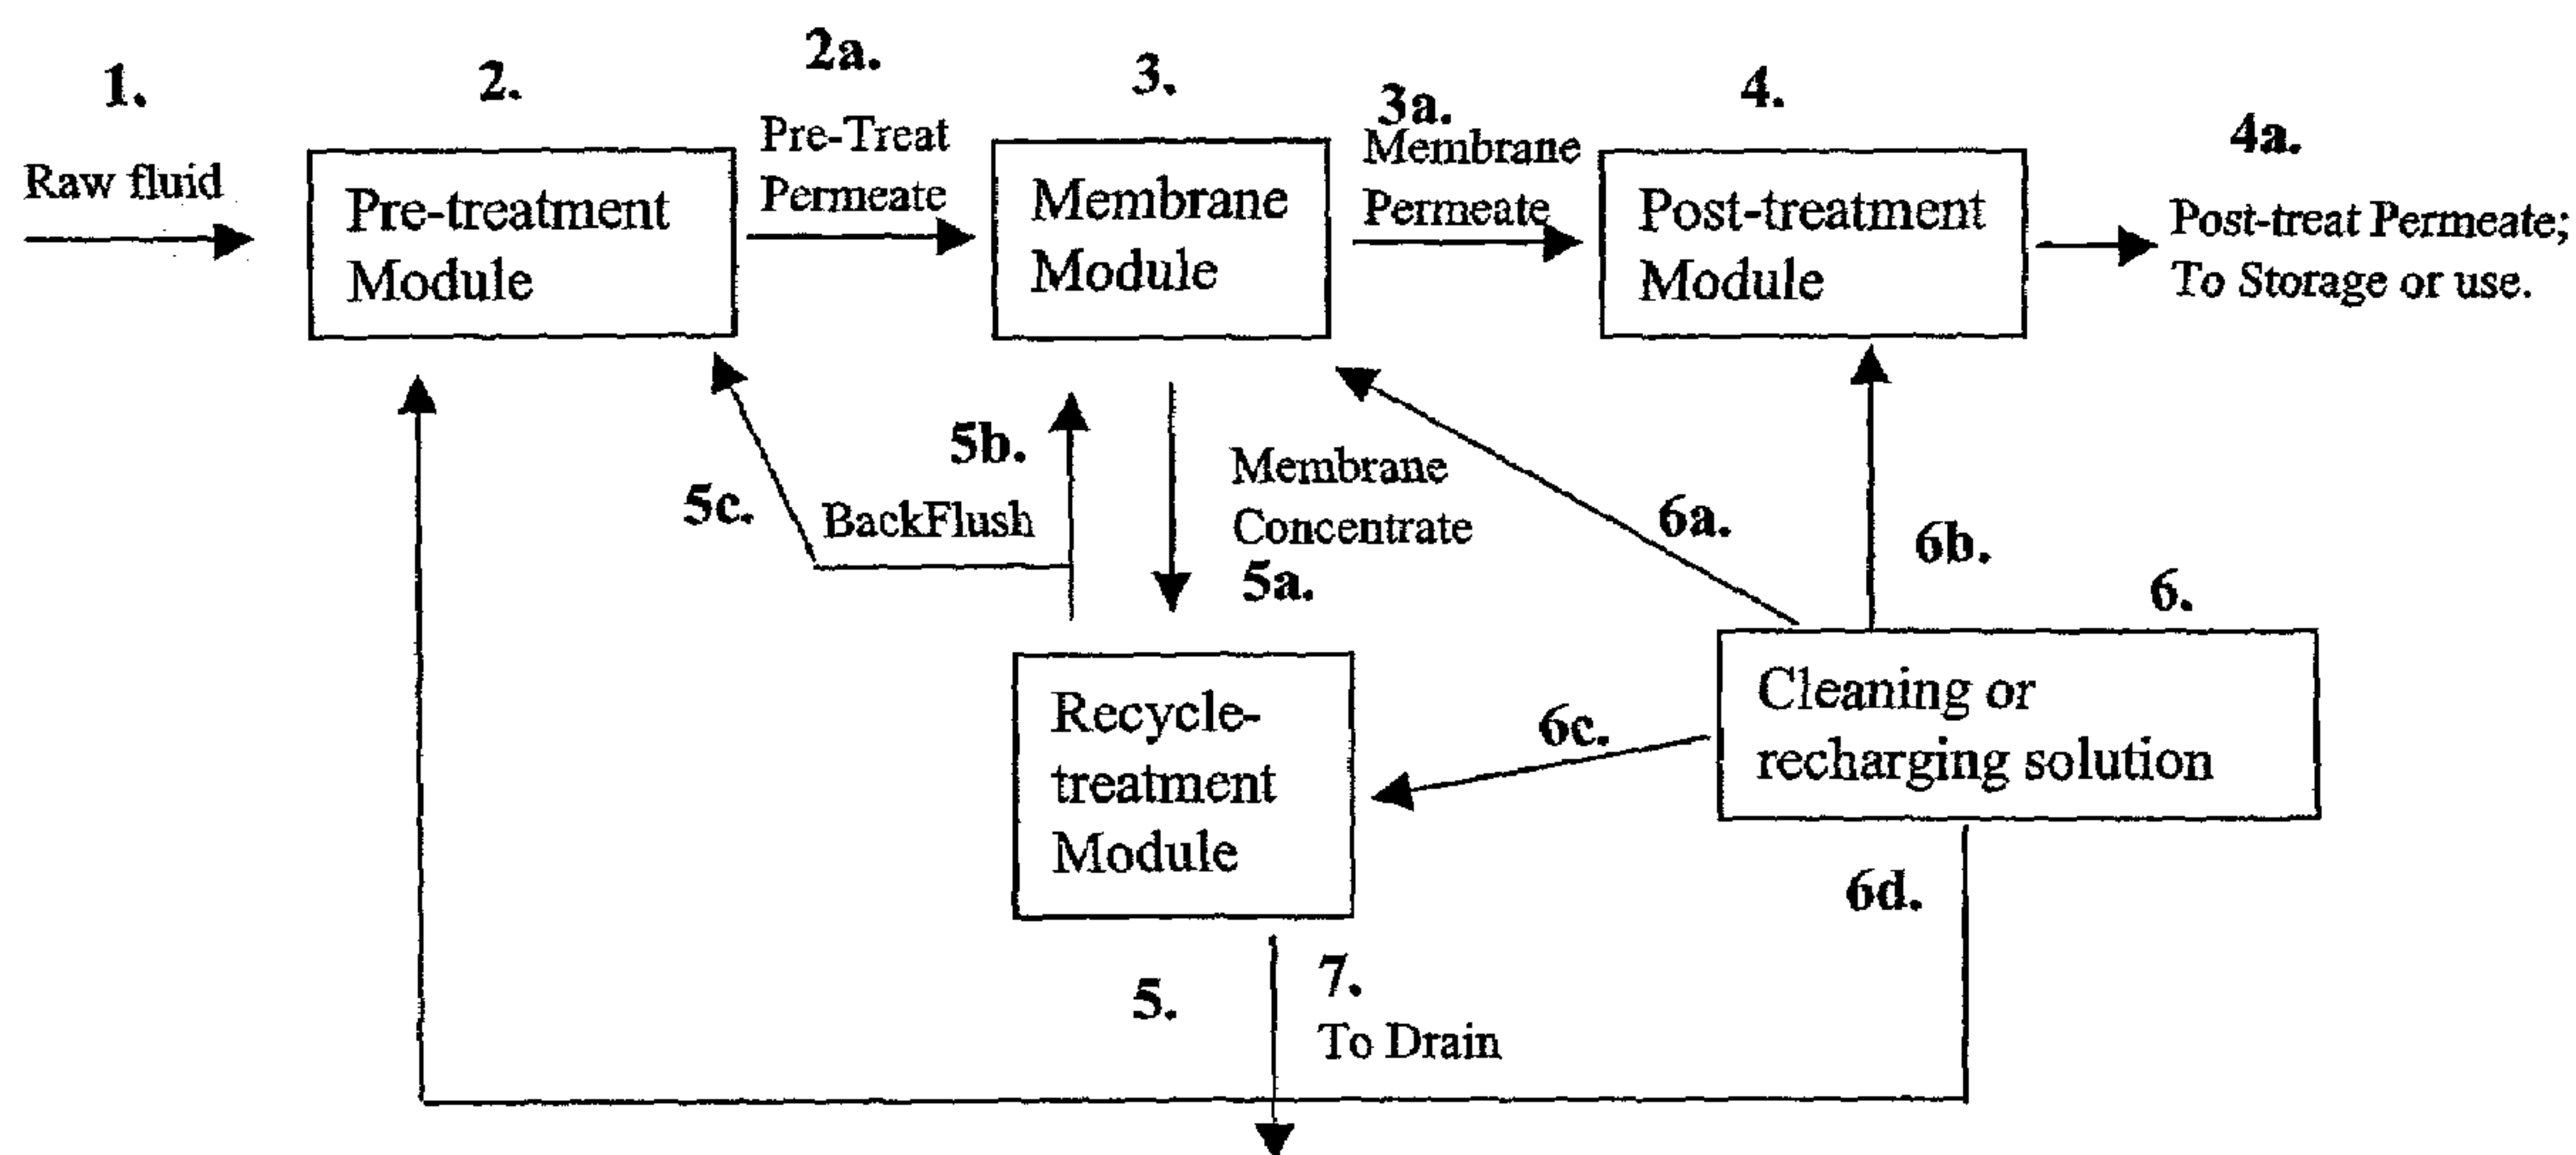 1.
Raw fluid
2.
Pre-treatment
Module
2a.
Pre-Treat
Permeate
3.
Membrane
Module
3a.
Membrane
Permeate
4.
Post-treatment
Module
4a.
Post-treat Permeate;
To Storage or use.
5c.
BackFlush
5b.
Membrane
Concentrate
5a.
6a.
6b.
6.
Cleaning or
recharging solution
6c.
Recycle-
treatment
Module
6d.
5.
7.
To Drain